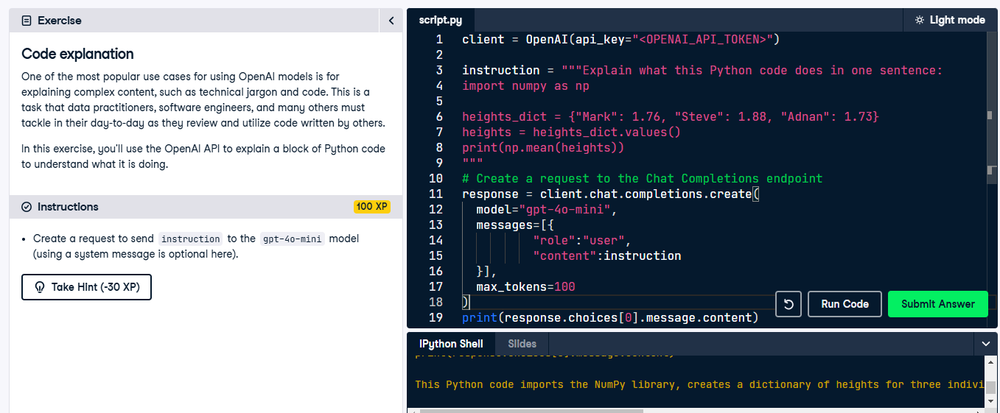 Exercise
Code explanation
One of the most popular use cases for using OpenAI models is for
explaining complex content, such as technical jargon and code. This is a
task that data practitioners, software engineers, and many others must
tackle in their day-to-day as they review and utilize code written by others.
In this exercise, you'll use the OpenAI API to explain a block of Python code
to understand what it is doing.
Instructions
100 XP
• Create a request to send instruction to the gpt-4o-mini model
(using a system message is optional here).
Take Hint (-30 XP)
script.py
Light mode
1 client = OpenAI(api_key="<OPENAI_API_TOKEN>")
2
3 instruction = """Explain what this Python code does in one sentence:
4 import numpy as np
5
6 heights_dict = {"Mark": 1.76, "Steve": 1.88, "Adnan": 1.73}
7 heights = heights_dict.values()
8 print(np.mean(heights))
9 """
10 # Create a request to the Chat Completions endpoint
11 response = client.chat.completions.create(
12 model="gpt-4o-mini",
13 messages=[{
14 "role":"user",
15 "content":instruction
16 }],
17 max_tokens=100
18 )
19 print(response.choices[0].message.content)
Run Code
Submit Answer
IPython Shell
Slides
print(response.choices[0].message.content)
This Python code imports the NumPy library, creates a dictionary of heights for three indivi